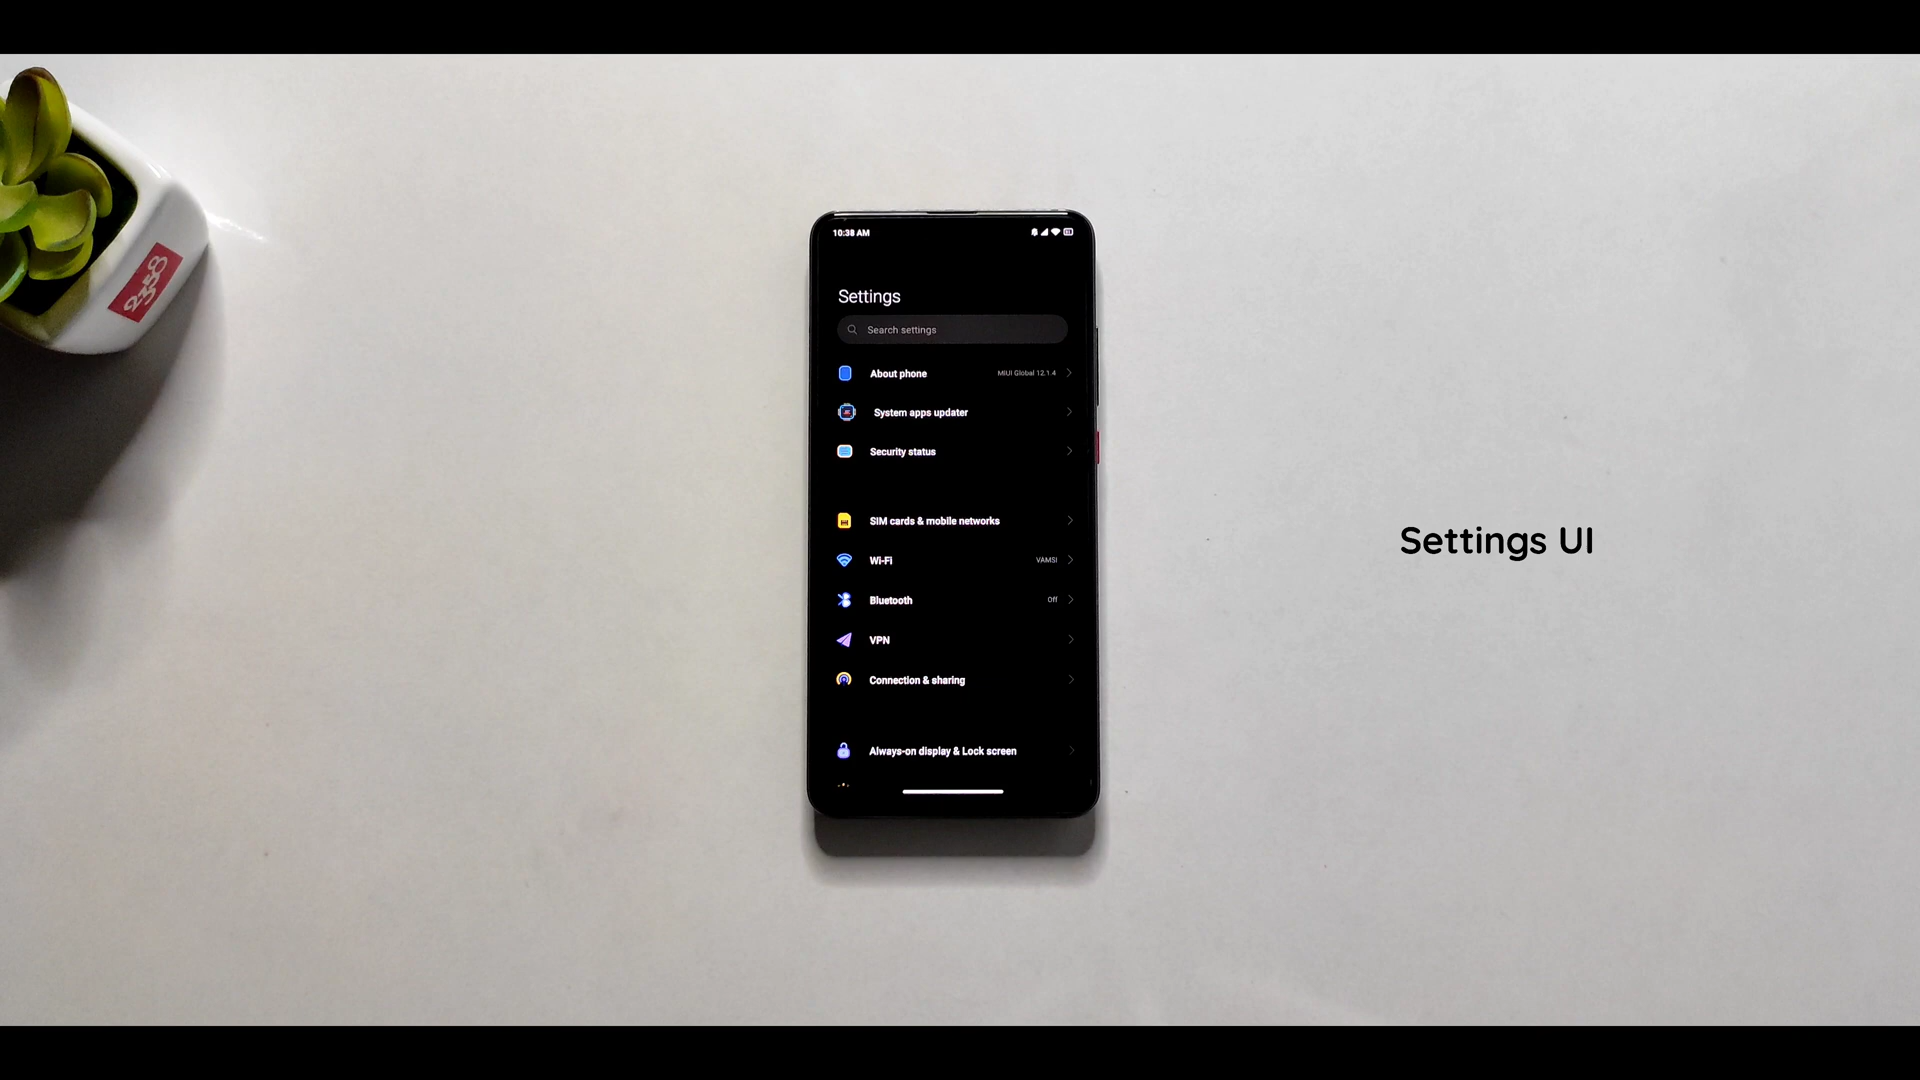 2358
10:38 AM
Settings
Search settings
About phone MIUI Global 12.1.4
System apps updater
Security status
SIM cards & mobile networks
Wi-Fi VAMSI
Bluetooth Off
VPN
Connection & sharing
Always-on display & Lock screen
Settings UI